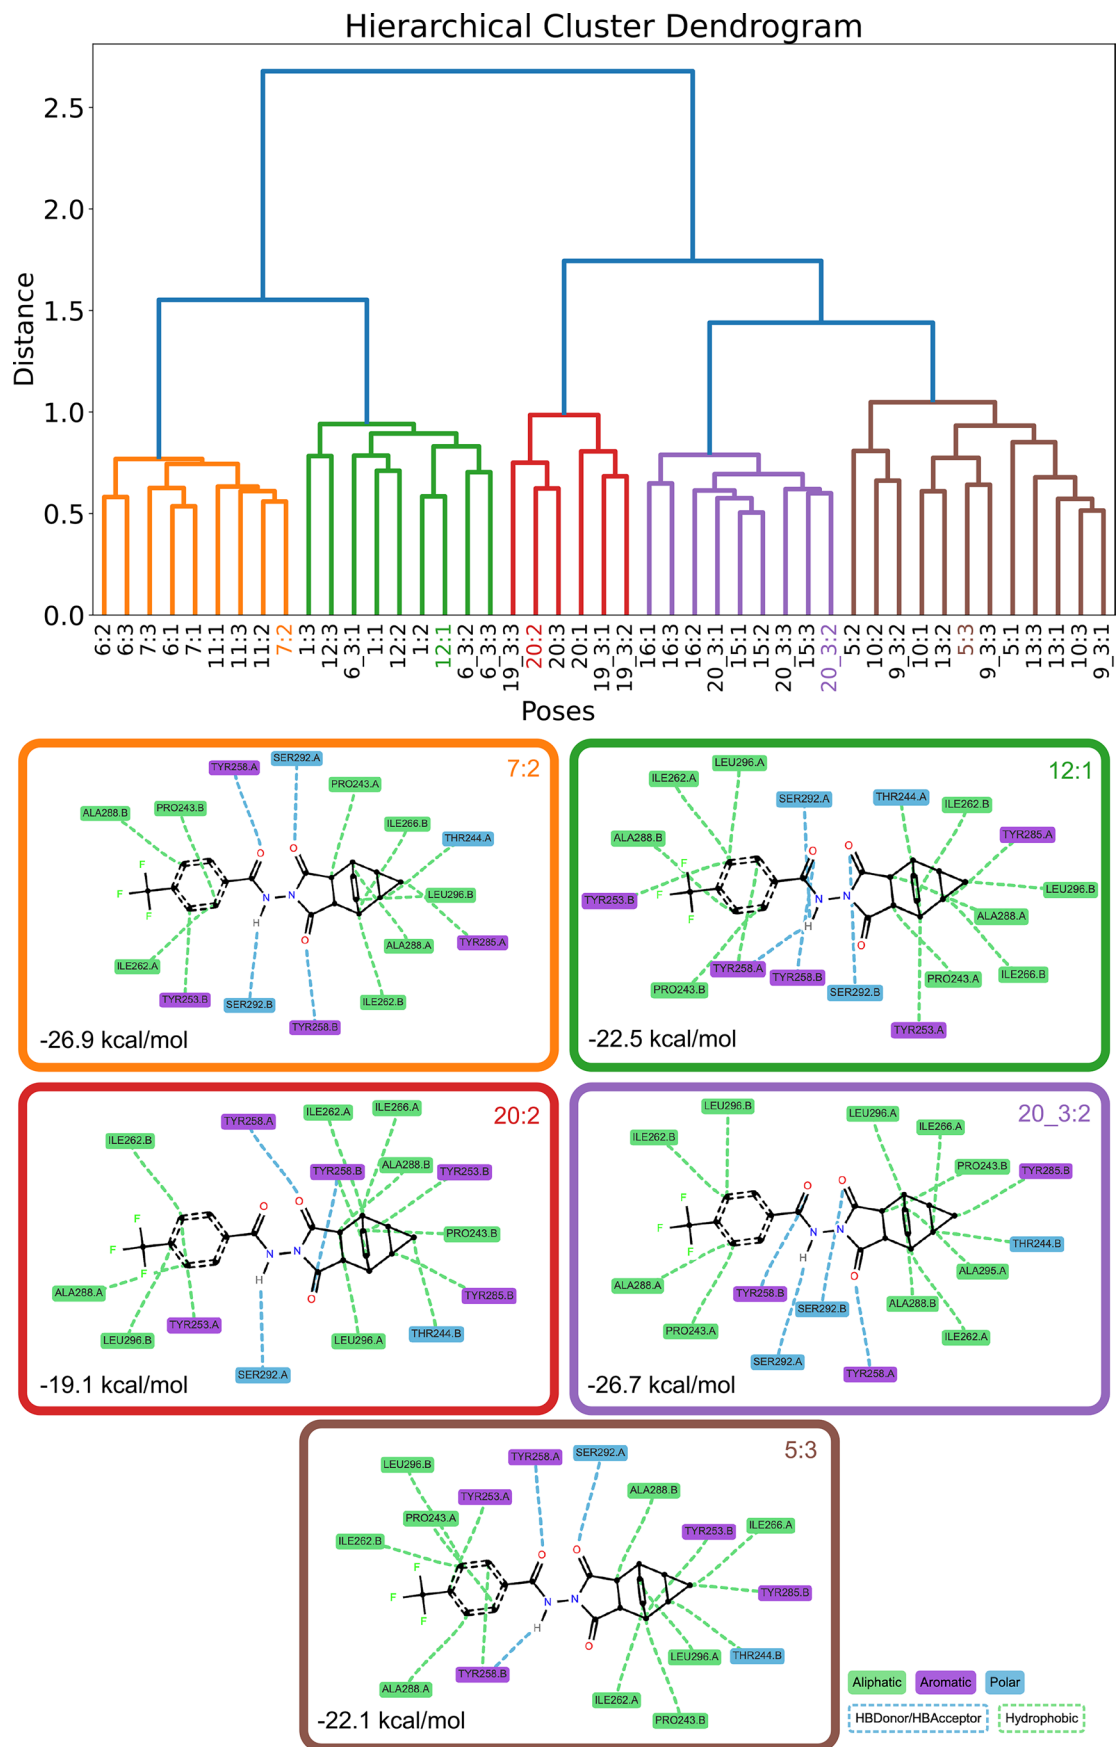 Hierarchical Cluster Dendrogram
Distance
2.5
2.0
1.5
1.0
0.5
0.0
6:2 6:3 7:3 6:1 7:1 11:1 11:3 11:2 7:2 1:3 12:3 6_3:1 1:1 12:2 1:2 12:1 6_3:2 6_3:3 19_3:3 20:2 20:3 20:1 19_3:1 19_3:2 16:1 16:3 16:2 20_3:1 15:1 15:2 20_3:3 15:3 20_3:2 5:2 10:2 9_3:2 10:1 13:2 5:3 9_3:3 5:1 13:3 13:1 10:3 9_3:1
Poses
7:2
SER292.A
TYR258.A
PRO243.A
PRO243.B
ALA288.B
ILE266.B
THR244.A
F
O
O
F
F
N
N
H
O
LEU296.B
TYR285.A
ALA288.A
ILE262.A
TYR253.B
SER292.B
ILE262.B
TYR258.B
-26.9 kcal/mol
12:1
LEU296.A
ILE262.A
SER292.A
THR244.A
ILE262.B
ALA288.B
TYR285.A
F
O
O
F
F
N
N
H
O
TYR253.B
LEU296.B
ALA288.A
TYR258.A
TYR258.B
PRO243.A
ILE266.B
PRO243.B
SER292.B
TYR253.A
-22.5 kcal/mol
20:2
ILE262.A
ILE266.A
TYR258.A
ILE262.B
TYR258.B
ALA288.B
TYR253.B
F
O
O
F
F
N
N
H
O
PRO243.B
ALA288.A
TYR285.B
TYR253.A
LEU296.B
LEU296.A
THR244.B
SER292.A
-19.1 kcal/mol
20_3:2
LEU296.B
LEU296.A
ILE266.A
ILE262.B
PRO243.B
TYR285.B
F
O
O
F
F
N
N
H
O
THR244.B
ALA295.A
ALA288.A
TYR258.B
SER292.B
ALA288.B
PRO243.A
ILE262.A
SER292.A
TYR258.A
-26.7 kcal/mol
5:3
LEU296.B
TYR258.A
SER292.A
TYR253.A
ALA288.B
PRO243.A
ILE262.B
TYR253.B
ILE266.A
F
O
O
F
F
N
N
H
O
TYR285.B
LEU296.A
THR244.B
TYR258.B
ALA288.A
ILE262.A
PRO243.B
-22.1 kcal/mol
Aliphatic Aromatic Polar
HBDonor/HBAcceptor Hydrophobic